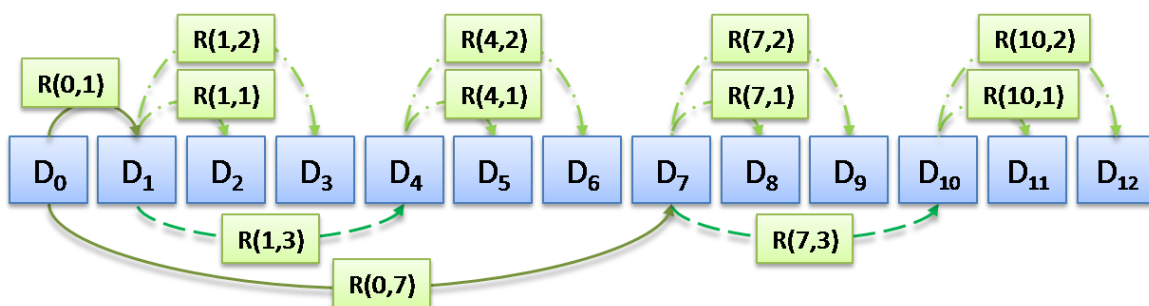 R(1,2)
R(4,2)
R(7,2)
R(10,2)
R(0,1)
R(1,1)
R(4,1)
R(7,1)
R(10,1)
D₀
D₁
D₂
D₃
D₄
D₅
D₆
D₇
D₈
D₉
D₁₀
D₁₁
D₁₂
R(1,3)
R(7,3)
R(0,7)